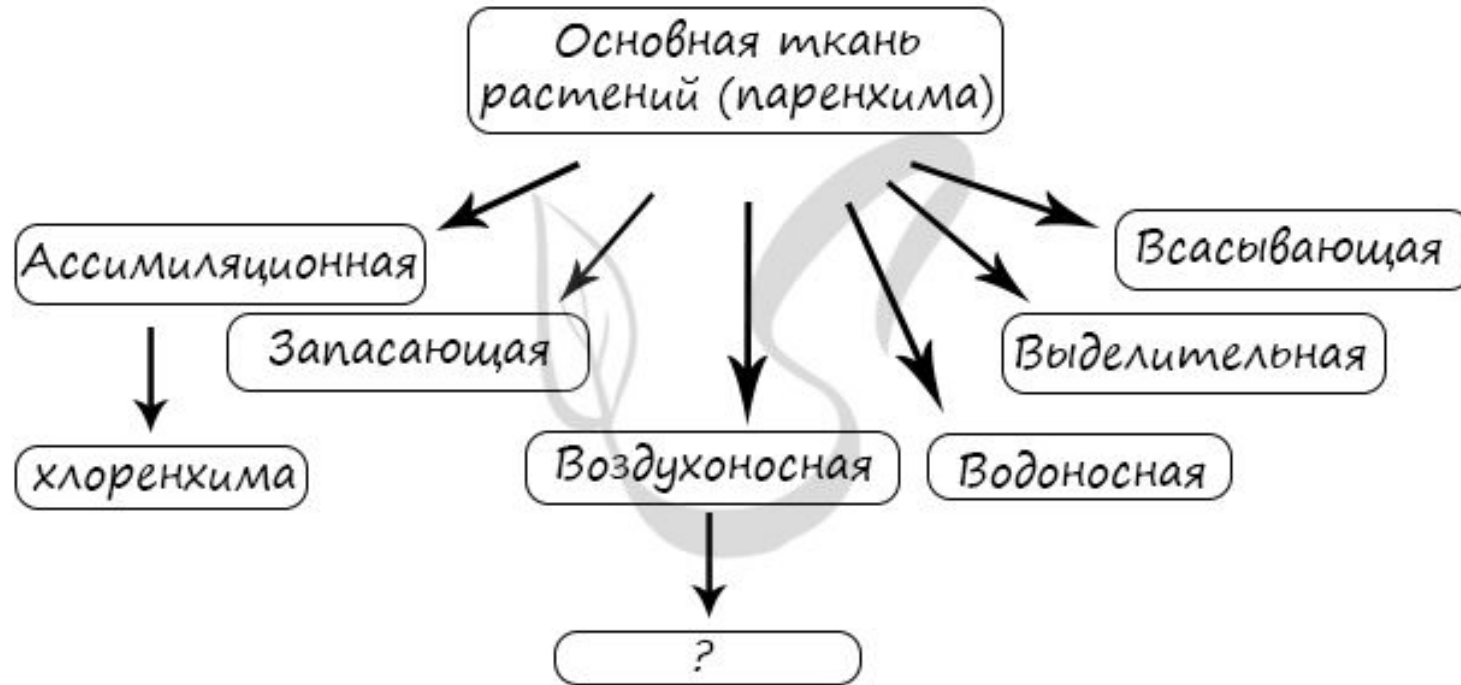 Основная ткань
растений (паренхима)
Ассимиляционная
Всасывающая
Запасающая
Выделительная
хлоренхима
Воздухоносная
Водоносная
?